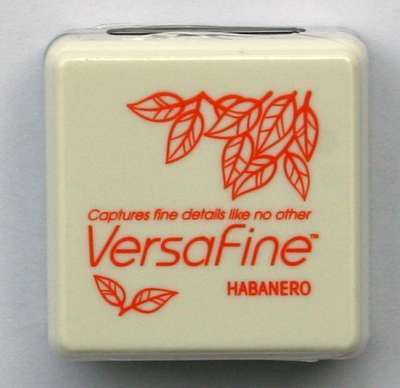 Captures fine details like no other
VersaFine™
HABANERO